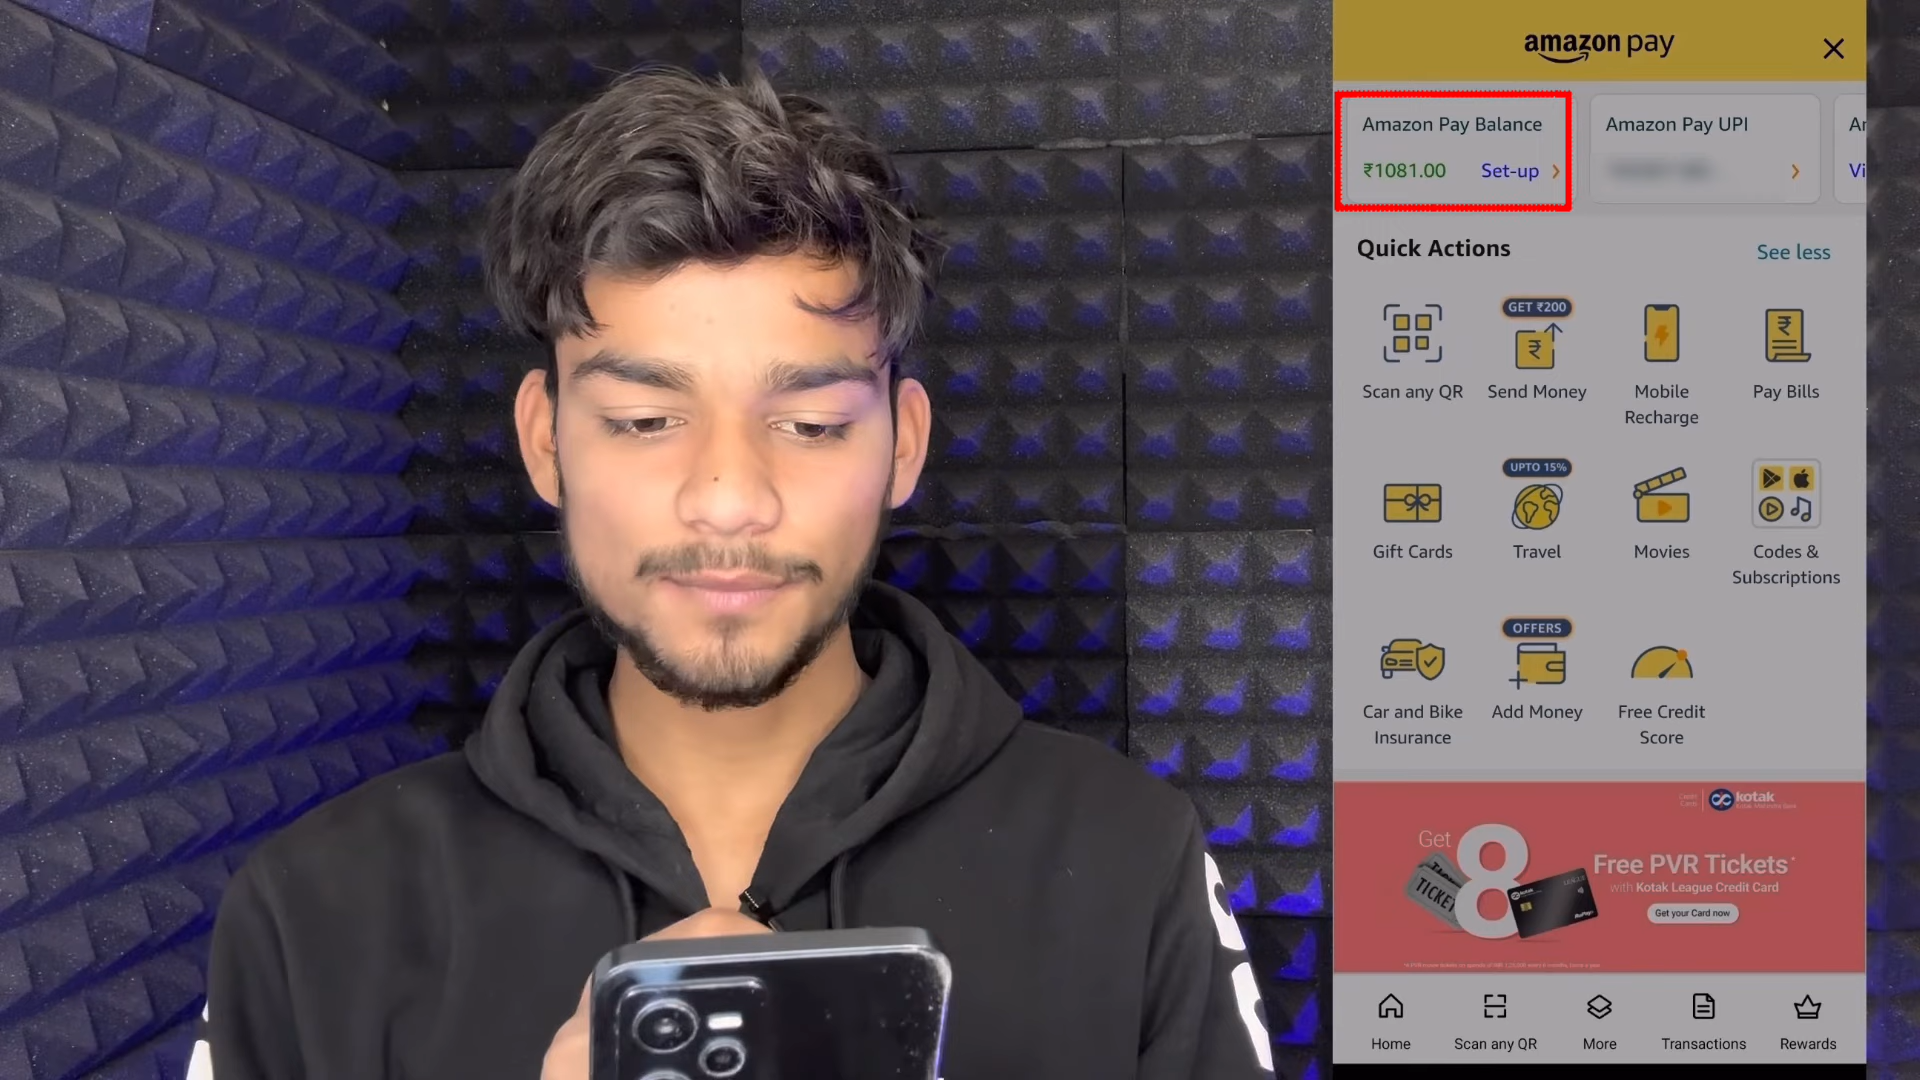 amazon pay
Amazon Pay Balance
₹1081.00 Set-up
Amazon Pay UPI
Quick Actions
See less
GET ₹200
Scan any QR
Send Money
Mobile
Recharge
Pay Bills
UPTO 15%
Gift Cards
Travel
Movies
Codes &
Subscriptions
OFFERS
Car and Bike
Insurance
Add Money
Free Credit
Score
kotak
Get 8 Free PVR Tickets*
with Kotak League Credit Card
Get your Card now
TICKET
Home
Scan any QR
More
Transactions
Rewards